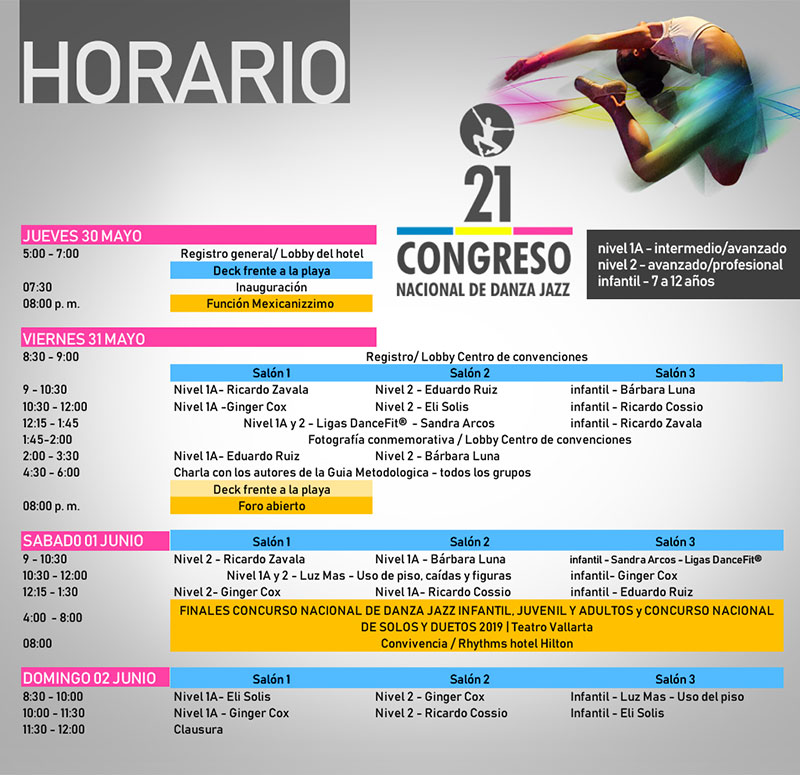 HORARIO
21
CONGRESO
NACIONAL DE DANZA JAZZ
nivel 1A - intermedio/avanzado
nivel 2 - avanzado/profesional
infantil - 7 a 12 años
JUEVES 30 MAYO
5:00 - 7:00 Registro general/ Lobby del hotel
Deck frente a la playa
07:30 Inauguración
08:00 p. m. Función Mexicanizzimo
VIERNES 31 MAYO
8:30 - 9:00 Registro/ Lobby Centro de convenciones
Salón 1 Salón 2 Salón 3
9 - 10:30 Nivel 1A- Ricardo Zavala Nivel 2 - Eduardo Ruiz infantil - Bárbara Luna
10:30 - 12:00 Nivel 1A -Ginger Cox Nivel 2 - Eli Solis infantil - Ricardo Cossio
12:15 - 1:45 Nivel 1A y 2 - Ligas DanceFit® - Sandra Arcos infantil - Ricardo Zavala
1:45-2:00 Fotografía conmemorativa / Lobby Centro de convenciones
2:00 - 3:30 Nivel 1A- Eduardo Ruiz Nivel 2 - Bárbara Luna
4:30 - 6:00 Charla con los autores de la Guia Metodologica - todos los grupos
Deck frente a la playa
08:00 p. m. Foro abierto
SABADO 01 JUNIO Salón 1 Salón 2 Salón 3
9 - 10:30 Nivel 2 - Ricardo Zavala Nivel 1A - Bárbara Luna infantil - Sandra Arcos - Ligas DanceFit®
10:30 - 12:00 Nivel 1A y 2 - Luz Mas - Uso de piso, caídas y figuras infantil- Ginger Cox
12:15 - 1:30 Nivel 2- Ginger Cox Nivel 1A- Ricardo Cossio infantil - Eduardo Ruiz
4:00 - 8:00 FINALES CONCURSO NACIONAL DE DANZA JAZZ INFANTIL, JUVENIL Y ADULTOS y CONCURSO NACIONAL
DE SOLOS Y DUETOS 2019 | Teatro Vallarta
08:00 Convivencia / Rhythms hotel Hilton
DOMINGO 02 JUNIO Salón 1 Salón 2 Salón 3
8:30 - 10:00 Nivel 1A- Eli Solis Nivel 2 - Ginger Cox Infantil - Luz Mas - Uso del piso
10:00 - 11:30 Nivel 1A - Ginger Cox Nivel 2 - Ricardo Cossio Infantil - Eli Solis
11:30 - 12:00 Clausura